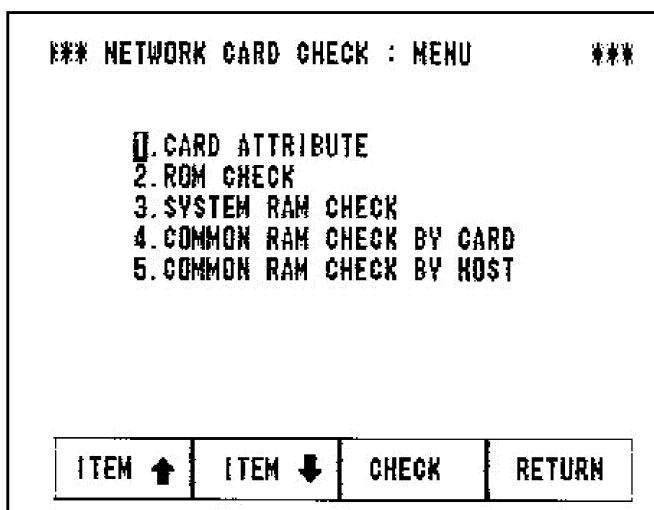 *** NETWORK CARD CHECK : MENU ***
1.CARD ATTRIBUTE
2.ROM CHECK
3.SYSTEM RAM CHECK
4.COMMON RAM CHECK BY CARD
5.COMMON RAM CHECK BY HOST
ITEM ⬆ ITEM ⬇ CHECK RETURN